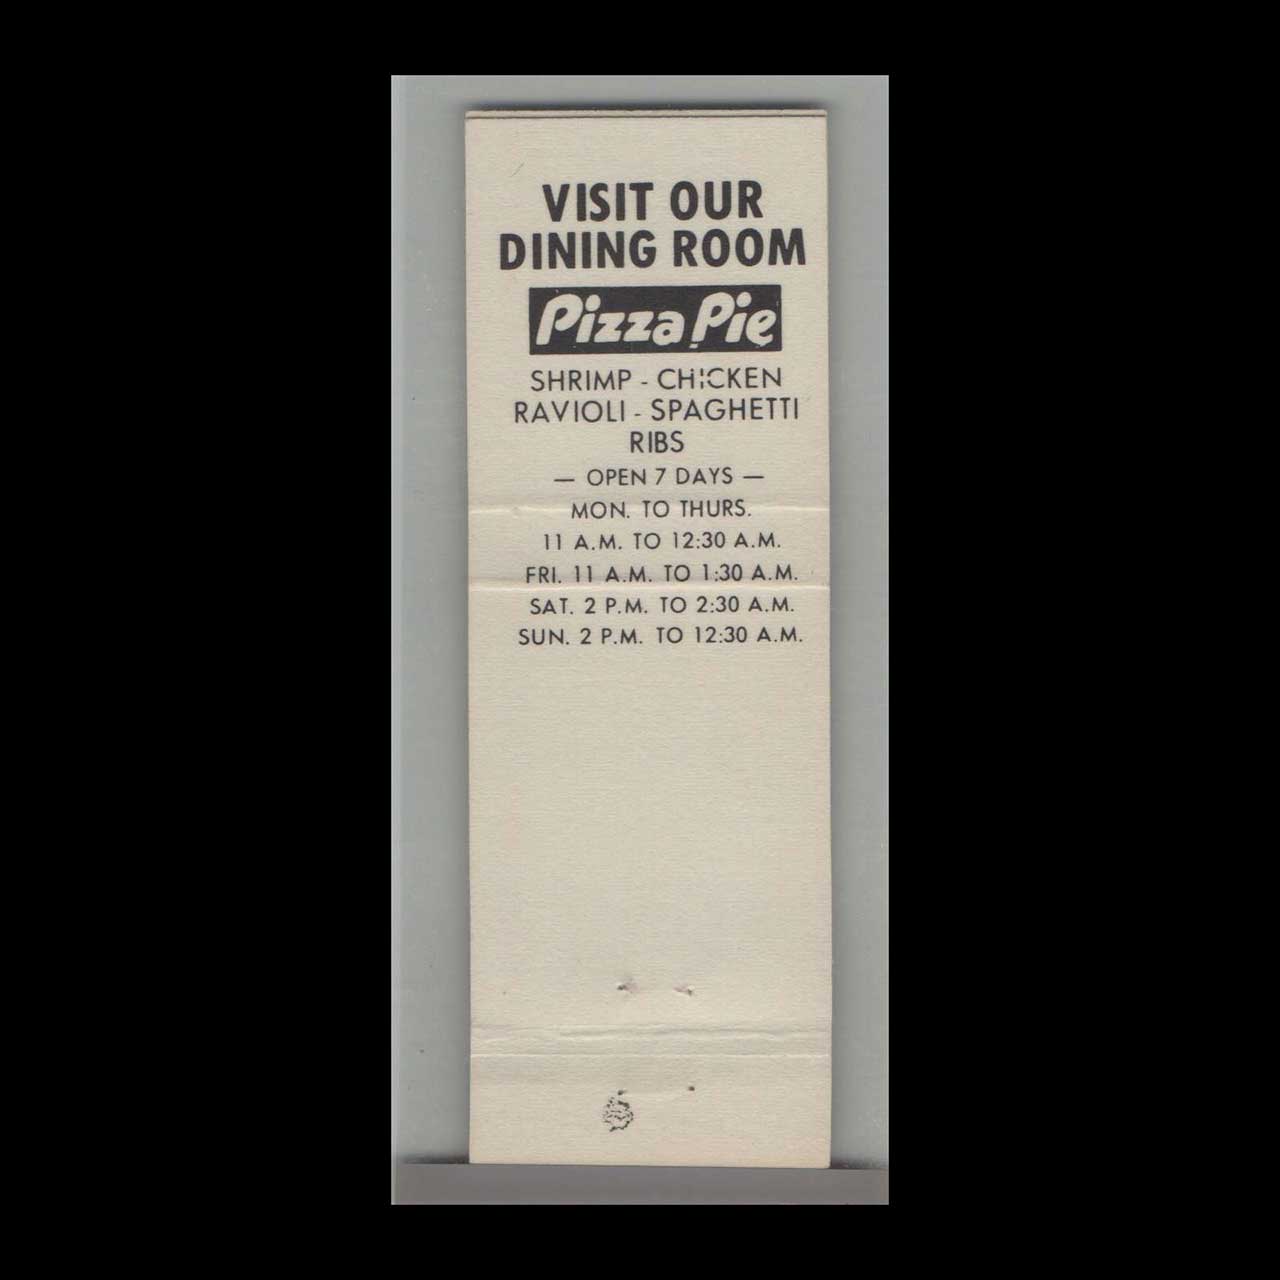 VISIT OUR
DINING ROOM
Pizza Pie
SHRIMP - CHICKEN
RAVIOLI - SPAGHETTI
RIBS
— OPEN 7 DAYS —
MON. TO THURS.
11 A.M. TO 12:30 A.M.
FRI. 11 A.M. TO 1:30 A.M.
SAT. 2 P.M. TO 2:30 A.M.
SUN. 2 P.M. TO 12:30 A.M.